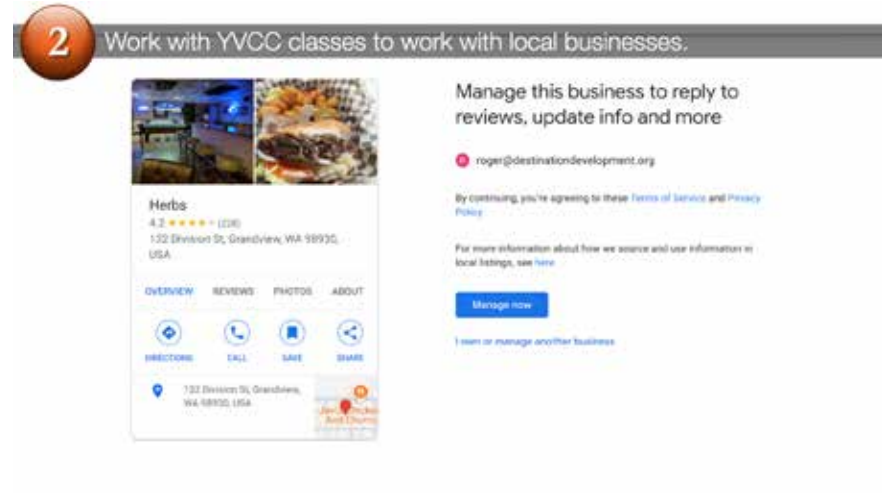 2
Work with YVCC classes to work with local businesses.
Herbs
4.2
132 Division St, Grandview, WA 98930,
USA
OVERVIEW REVIEWS PHOTOS ABOUT
DIRECTIONS CALL SAVE SHARE
132 Division St, Grandview,
WA 98930, USA
Manage this business to reply to
reviews, update info and more
roger@destinationdevelopment.org
By continuing, you're agreeing to these Terms of Service and Privacy
Policy
For more information about how we source and use information in
local listings, see here
Manage now
I own or manage another business